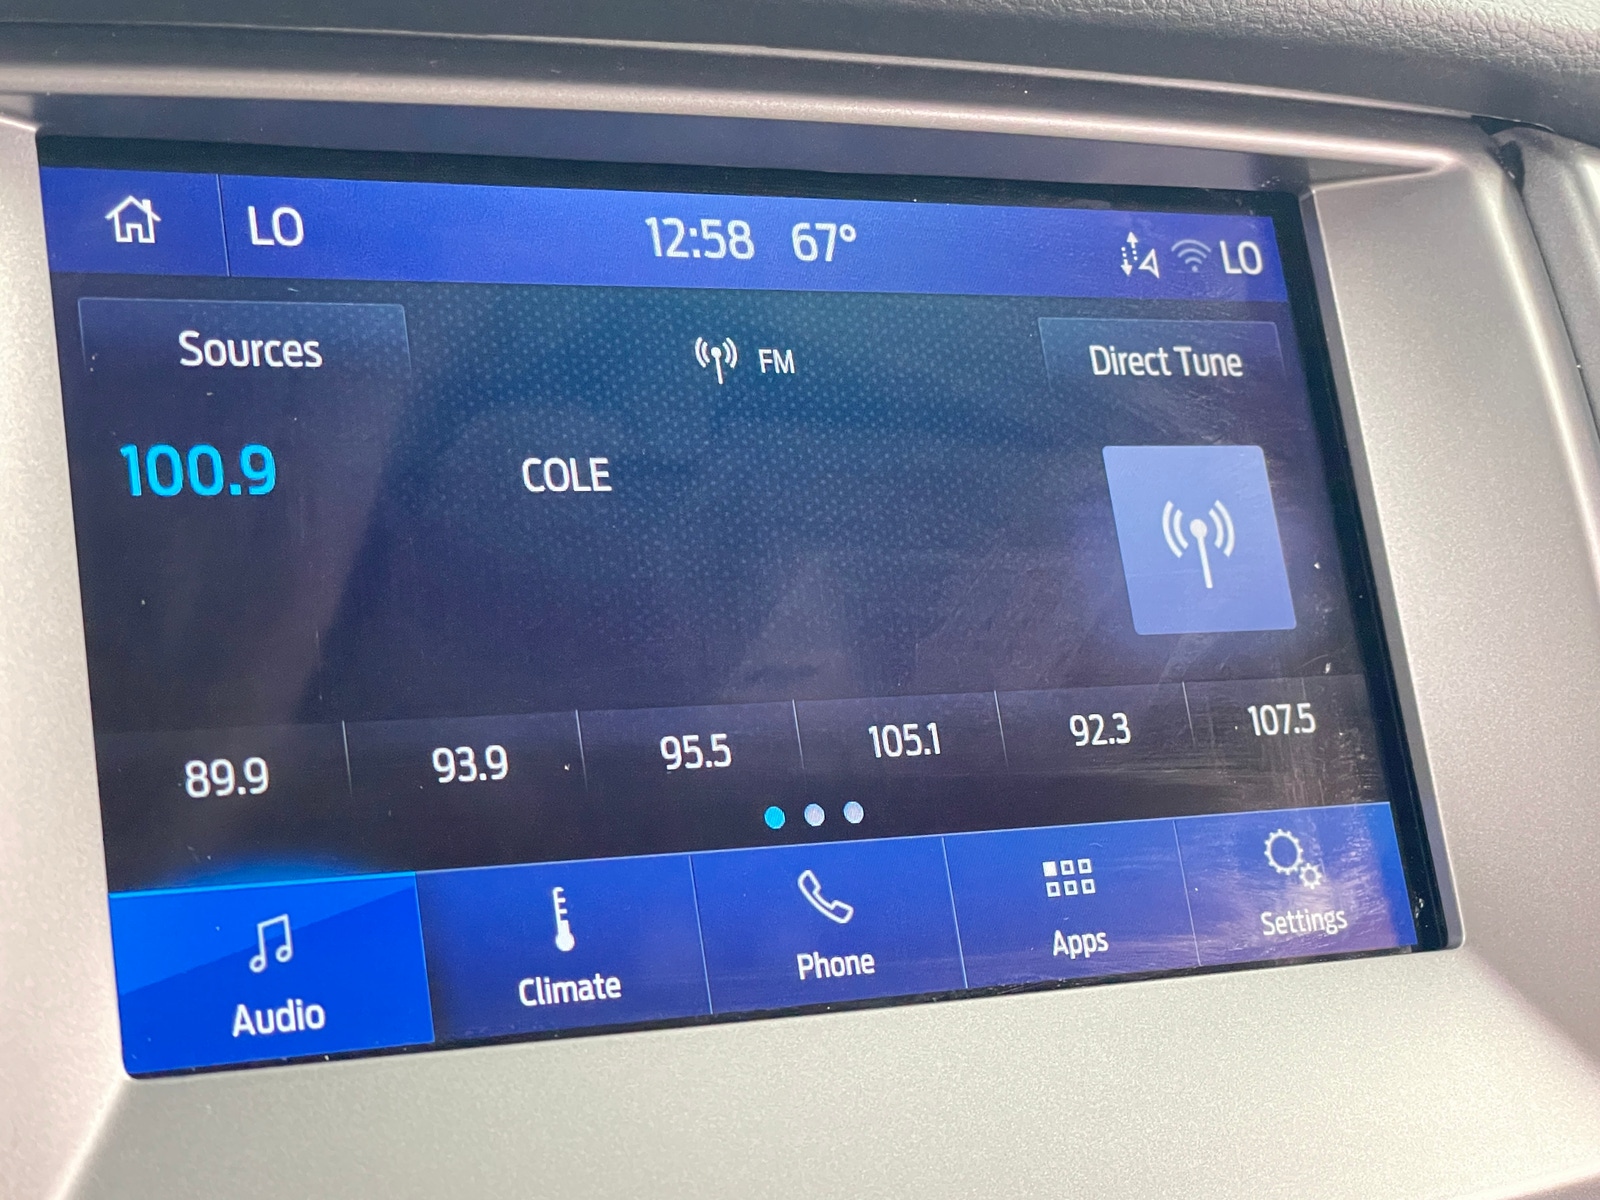 LO 12:58 67° LO
Sources FM Direct Tune
100.9 COLE
89.9 93.9 95.5 105.1 92.3 107.5
Audio Climate Phone Apps Settings